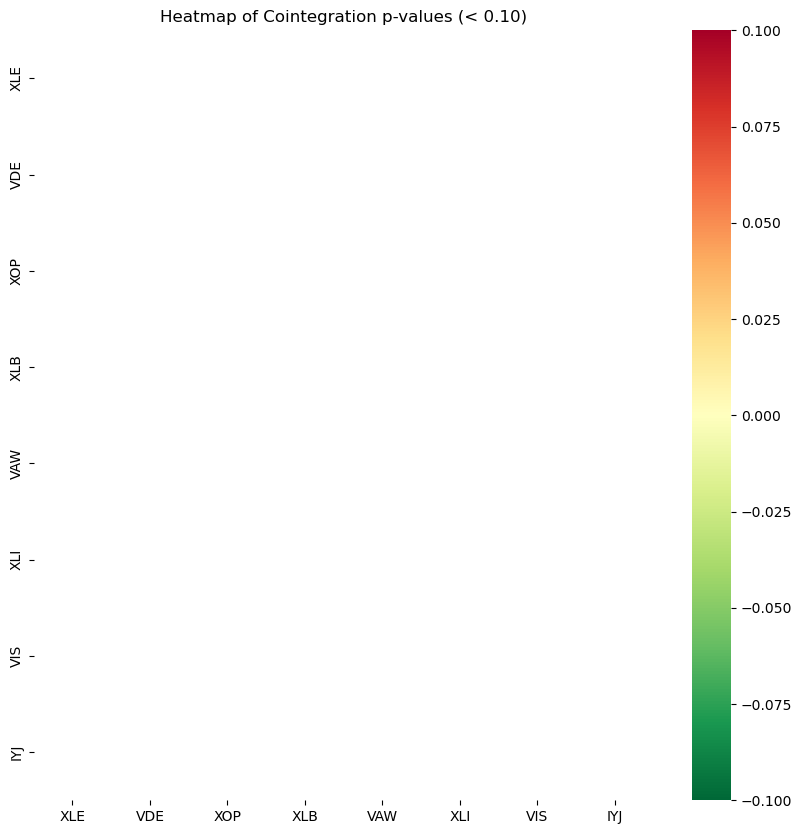 Heatmap of Cointegration p-values (< 0.10)
XLE
VDE
XOP
XLB
VAW
XLI
VIS
IYJ
XLE VDE XOP XLB VAW XLI VIS IYJ
0.100
0.075
0.050
0.025
0.000
−0.025
−0.050
−0.075
−0.100